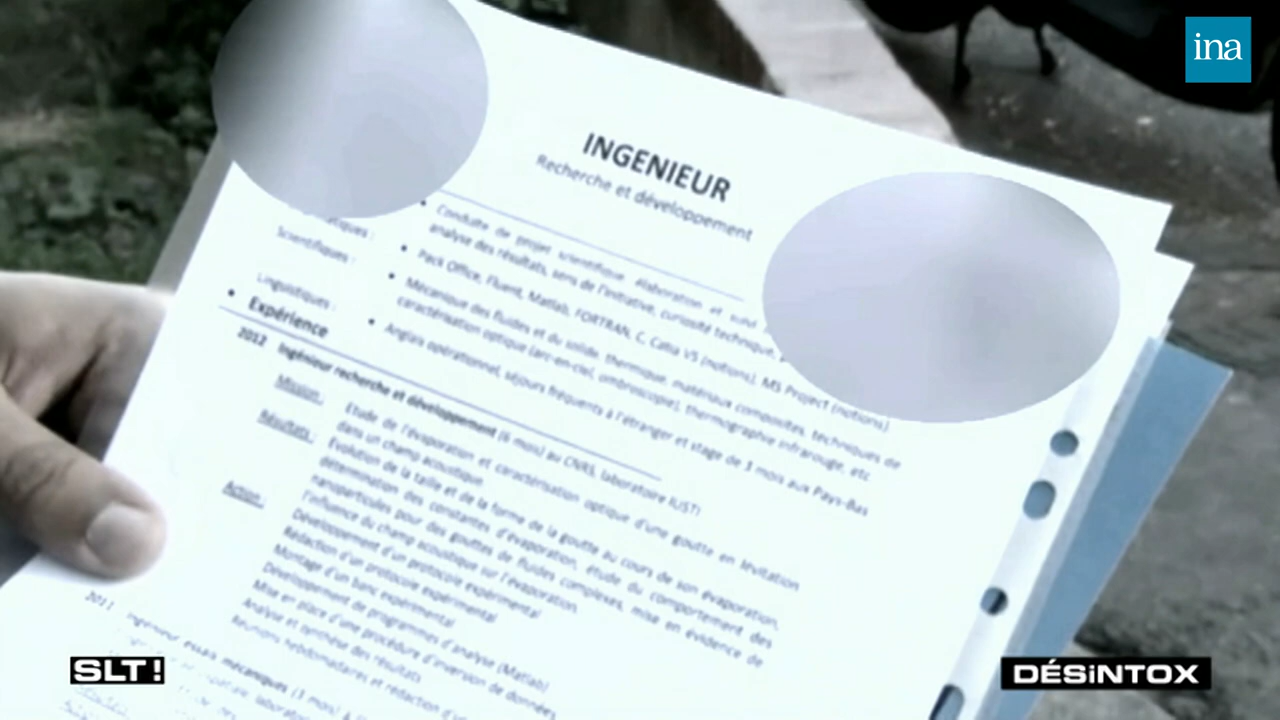 ina
INGENIEUR
Recherche et développement
Conduite de projet scientifique élaboration et suivi
analyse des résultats, sens de l'initiative, curiosité technique,
Scientifiques :
Pack Office, Fluent, Matlab, FORTRAN, C, Catia V5 (notions), MS Project (notions)
Mécanique des fluides et du solide, thermique, matériaux composites, techniques de
caractérisation optique (arc-en-ciel, ombroscopie), thermographie infrarouge, etc
Linguistiques :
Anglais opérationnel, séjours fréquents à l'étranger et stage de 3 mois aux Pays-Bas
• Expérience
2012 Ingénieur recherche et développement (6 mois) au CNRS, laboratoire IUSTI
Mission :
Etude de l'évaporation et caractérisation optique d'une goutte en lévitation
dans un champ acoustique
Résultats :
Evolution de la taille et de la forme de la goutte au cours de son évaporation,
détermination des constantes d'évaporation, étude du comportement des
nanoparticules pour des gouttes de fluides complexes, mise en évidence de
l'influence du champ acoustique sur l'évaporation.
Action :
Développement d'un protocole expérimental
Rédaction d'un protocole expérimental
Montage d'un banc expérimental
Développement de programmes d'analyse (Matlab)
Mise en place d'une procédure d'inversion de données
Analyse et synthèse des résultats
Réunions hebdomadaires et rédaction d'un
2011 Ingénieur essais mécaniques (1 mois)
SLT !
DÉSiNTOX